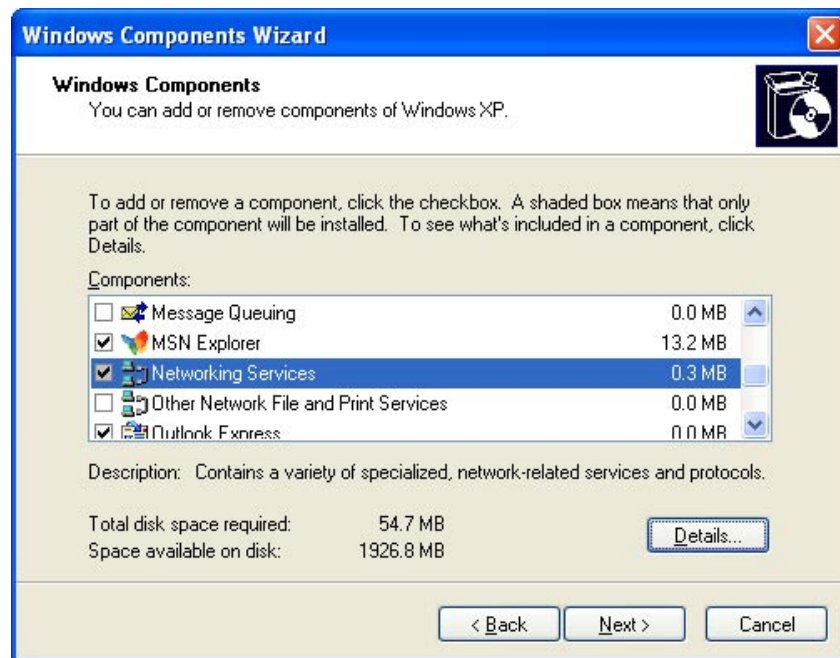 Windows Components Wizard
Windows Components
You can add or remove components of Windows XP.
To add or remove a component, click the checkbox. A shaded box means that only
part of the component will be installed. To see what's included in a component, click
Details.
Components:
Message Queuing 0.0 MB
MSN Explorer 13.2 MB
Networking Services 0.3 MB
Other Network File and Print Services 0.0 MB
Outlook Express 0.0 MB
Description: Contains a variety of specialized, network-related services and protocols.
Total disk space required: 54.7 MB
Space available on disk: 1926.8 MB
Details...
< Back Next > Cancel